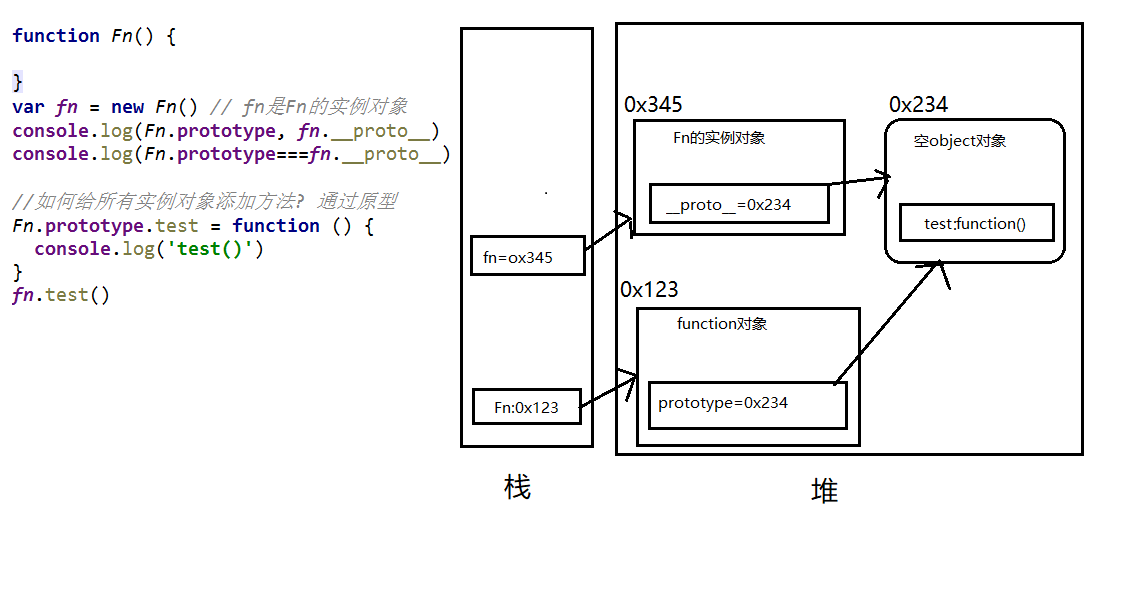 function Fn() {
}
var fn = new Fn() // fn是Fn的实例对象
console.log(Fn.prototype, fn.__proto__)
console.log(Fn.prototype===fn.__proto__)
//如何给所有实例对象添加方法? 通过原型
Fn.prototype.test = function () {
console.log('test()')
}
fn.test()
fn=ox345
Fn:0x123
栈
0x345
Fn的实例对象
__proto__=0x234
0x234
空object对象
test:function()
0x123
function对象
prototype=0x234
堆